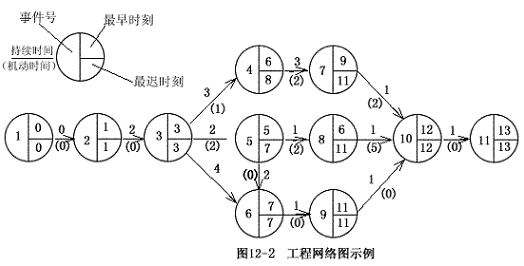 事件号
最早时刻
持续时间
(机动时间)
最迟时刻
1 0 0
0 (0)
2 1 1
2 (0)
3 3 3
3 (1)
2 (2)
4
4 6 8
3 (2)
7 9 11
1 (2)
5 5 7
1 (2)
8 6 11
1 (5)
(0) 2
6 7 7
1 (0)
9 11 11
1 (0)
10 12 12
1 (0)
11 13 13
图12-2 工程网络图示例